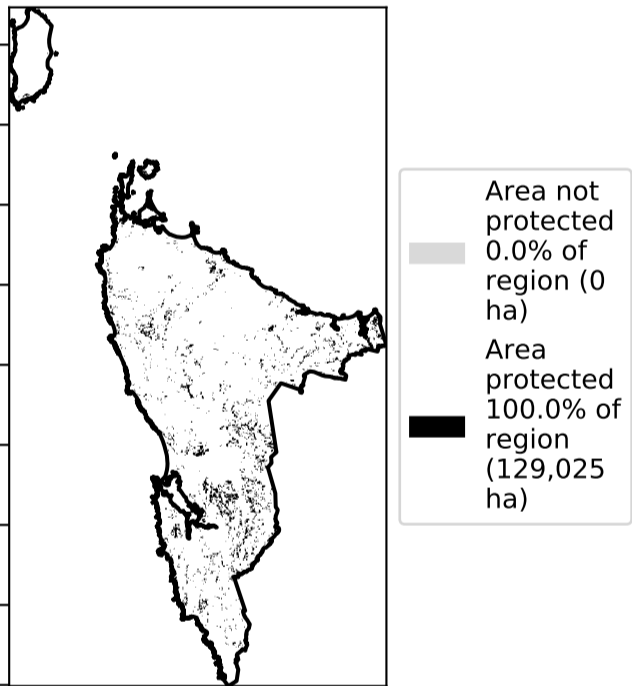 Area not
protected
0.0% of
region (0
ha)
Area
protected
100.0% of
region
(129,025
ha)